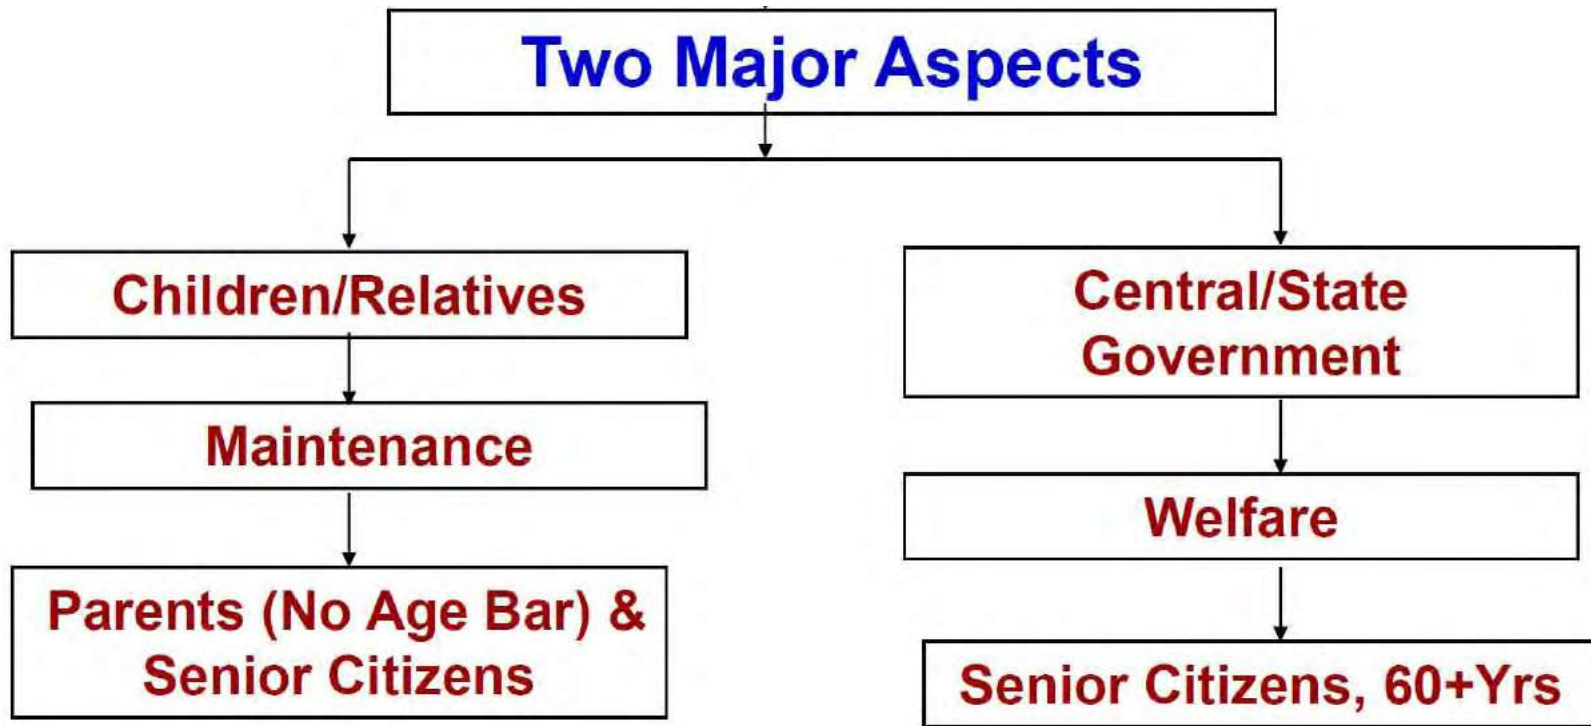 Two Major Aspects
Children/Relatives
Maintenance
Parents (No Age Bar) &
Senior Citizens
Central/State
Government
Welfare
Senior Citizens, 60+Yrs